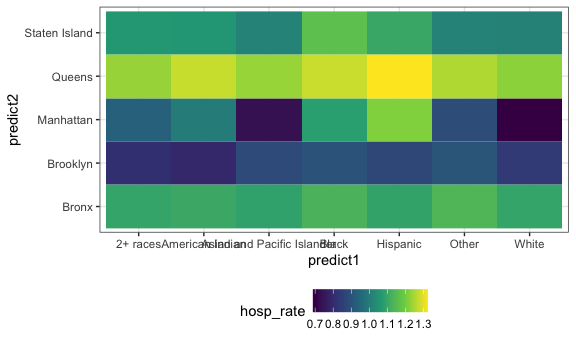 Staten Island
Queens
Manhattan
Brooklyn
Bronx
predict2
2+ races American Indian Asian and Pacific Islander Black Hispanic Other White
predict1
hosp_rate
0.7 0.8 0.9 1.0 1.1 1.2 1.3